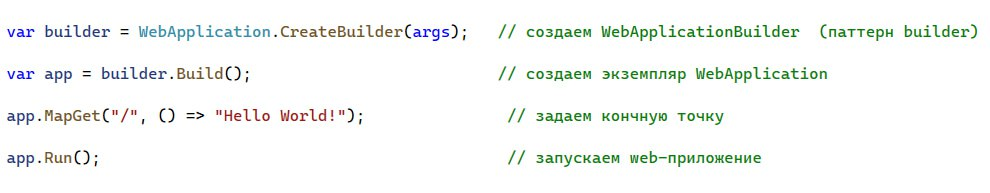 var builder = WebApplication.CreateBuilder(args);   // создаем WebApplicationBuilder  (паттерн builder)
var app = builder.Build();                          // создаем экземпляр WebApplication
app.MapGet("/", () => "Hello World!");               // задаем кончную точку
app.Run();                                           // запускаем web-приложение